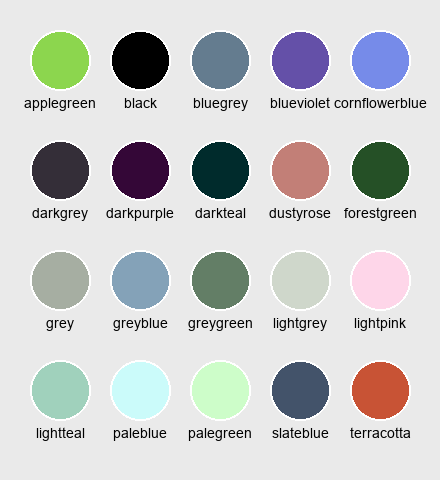 applegreen black bluegrey blueviolet cornflowerblue
darkgrey darkpurple darkteal dustyrose forestgreen
grey greyblue greygreen lightgrey lightpink
lightteal paleblue palegreen slateblue terracotta